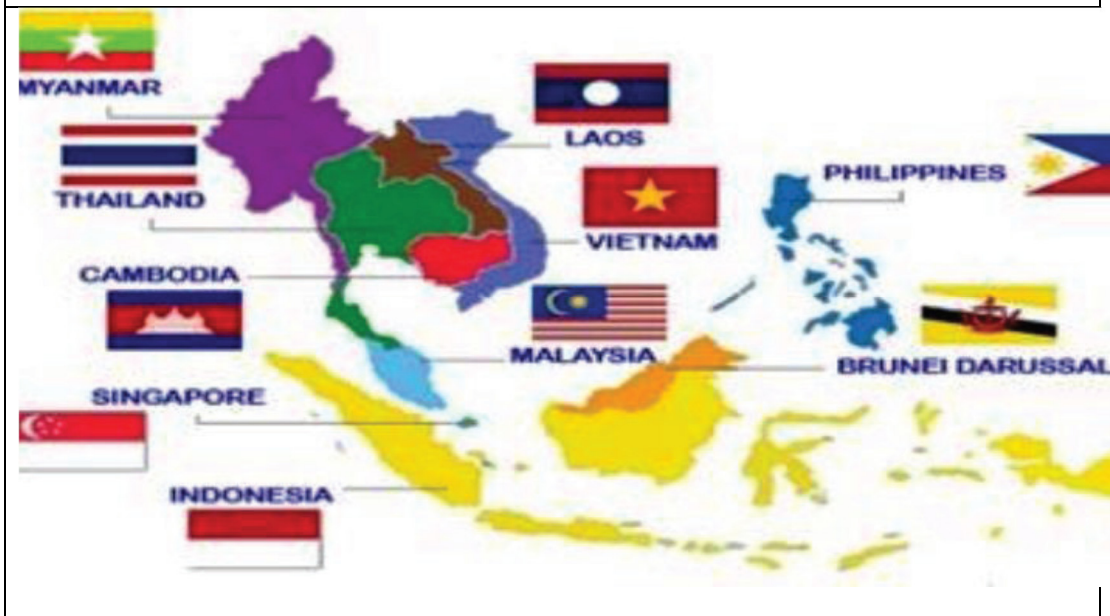 MYANMAR
LAOS
THAILAND
PHILIPPINES
VIETNAM
CAMBODIA
MALAYSIA
BRUNEI DARUSSAL
SINGAPORE
INDONESIA